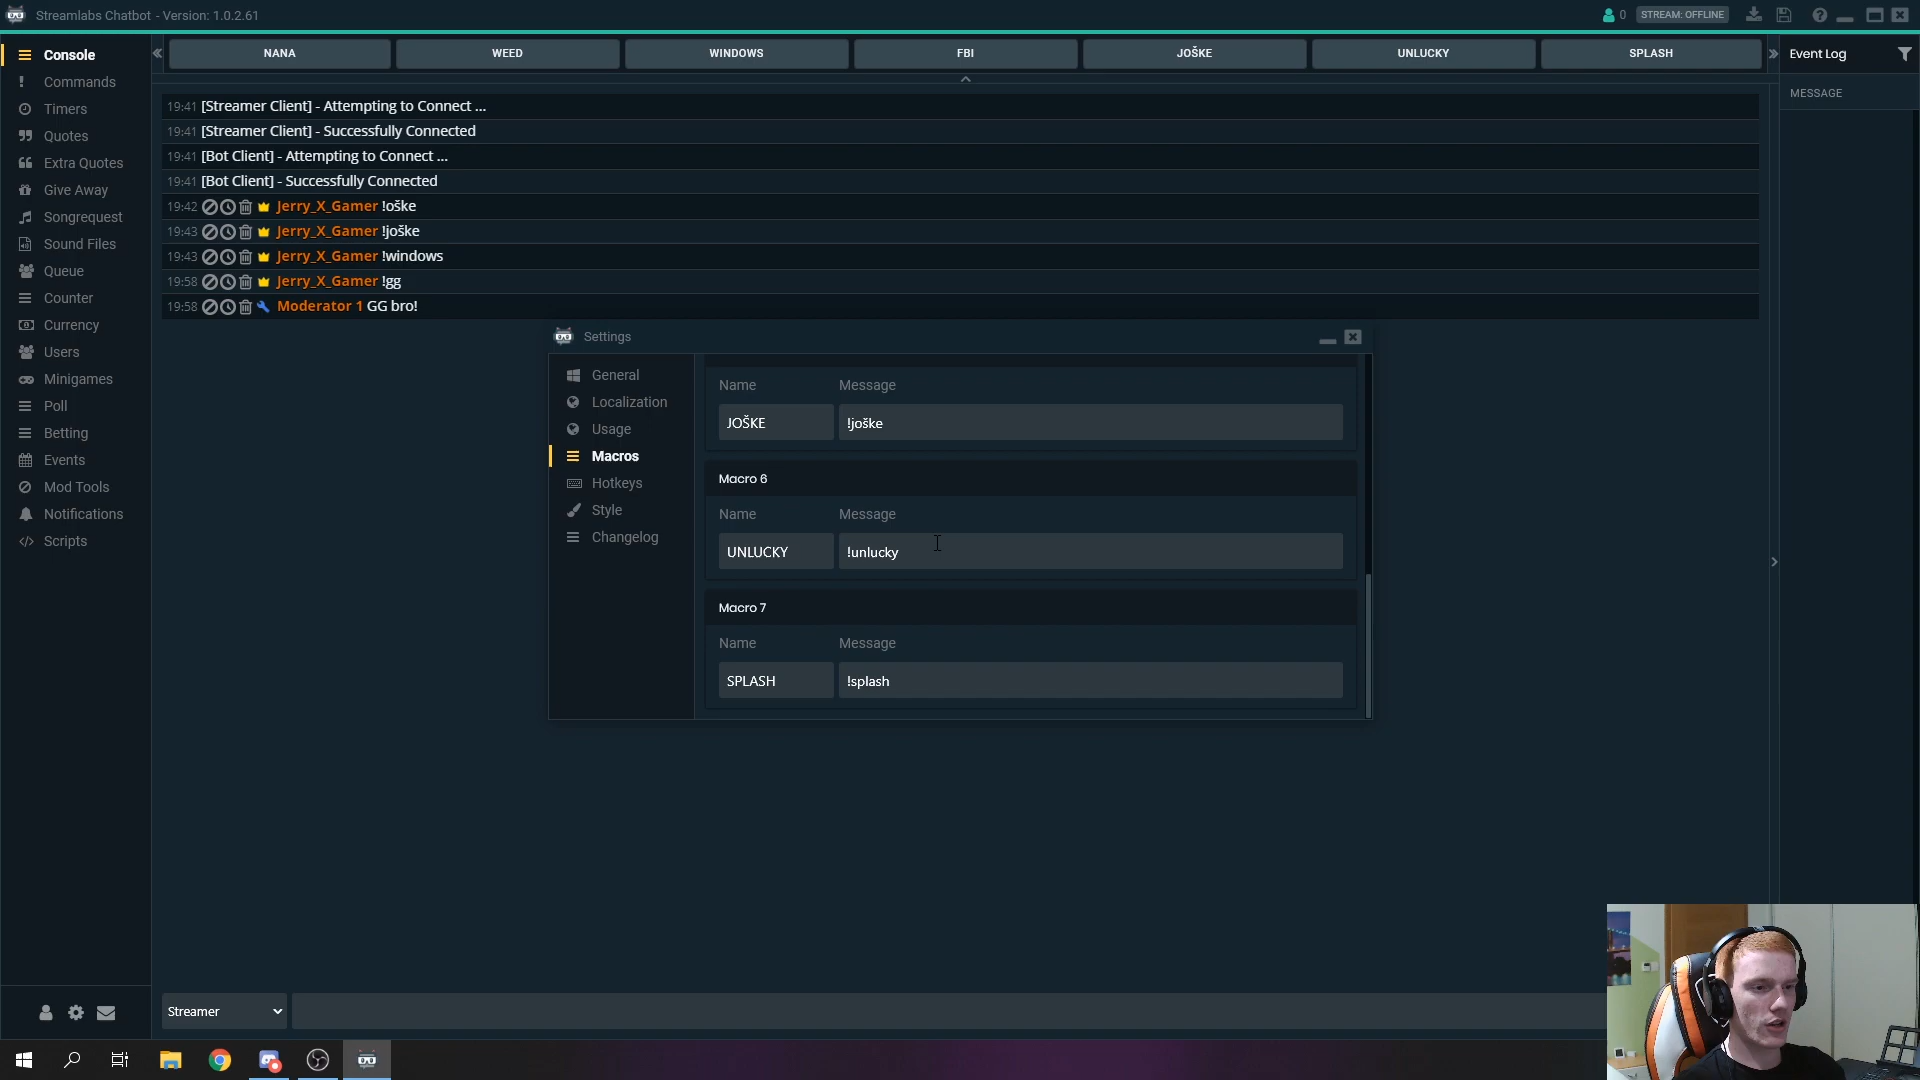 Streamlabs Chatbot - Version: 1.0.2.61
0
STREAM: OFFLINE
Console
Commands
Timers
Quotes
Extra Quotes
Give Away
Songrequest
Sound Files
Queue
Counter
Currency
Users
Minigames
Poll
Betting
Events
Mod Tools
Notifications
Scripts
NANA
WEED
WINDOWS
FBI
JOŠKE
UNLUCKY
SPLASH
19:41 [Streamer Client] - Attempting to Connect ...
19:41 [Streamer Client] - Successfully Connected
19:41 [Bot Client] - Attempting to Connect ...
19:41 [Bot Client] - Successfully Connected
19:42 Jerry_X_Gamer !oške
19:43 Jerry_X_Gamer !joške
19:43 Jerry_X_Gamer !windows
19:58 Jerry_X_Gamer !gg
19:58 Moderator 1 GG bro!
Settings
General
Localization
Usage
Macros
Hotkeys
Style
Changelog
Name Message
JOŠKE !joške
Macro 6
Name Message
UNLUCKY !unlucky
Macro 7
Name Message
SPLASH !splash
Event Log
MESSAGE
Streamer